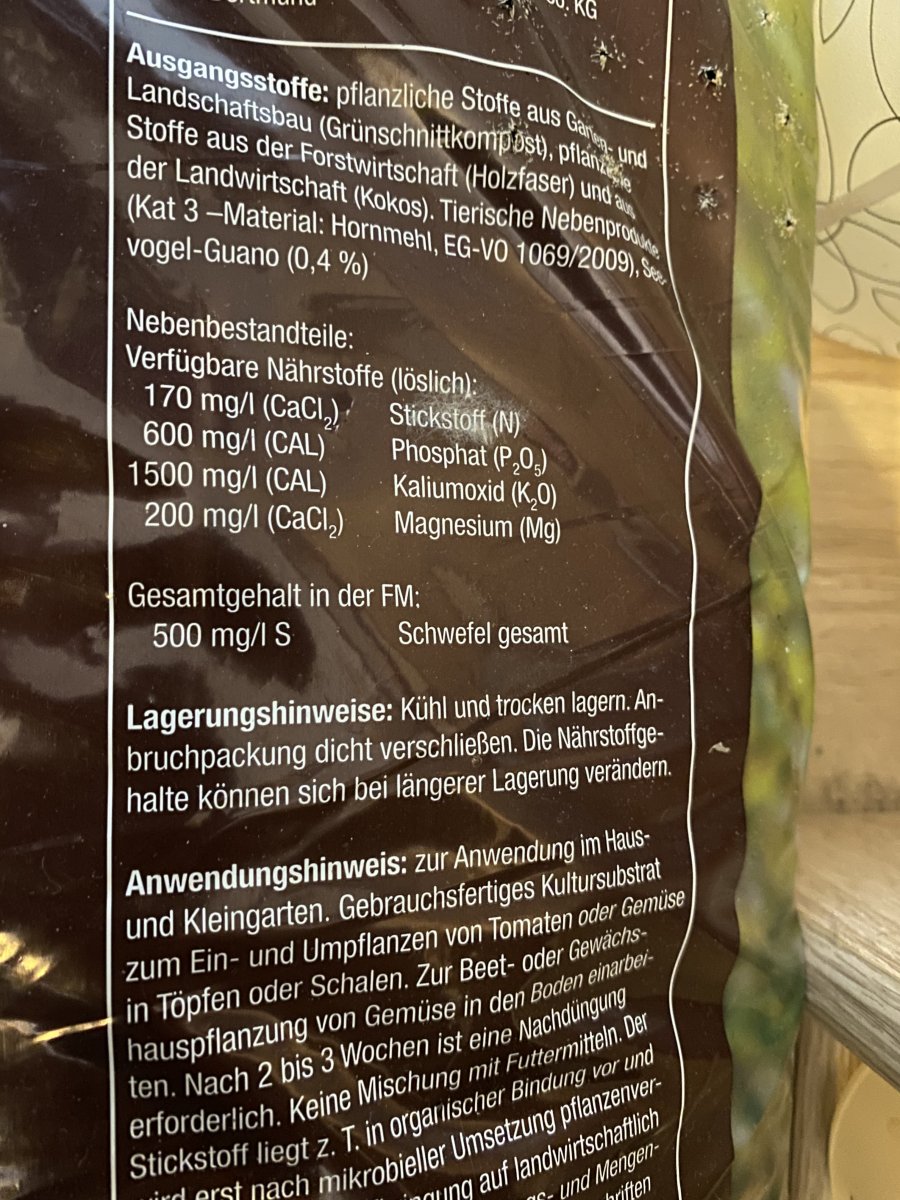 KG
Ausgangsstoffe: pflanzliche Stoffe aus Garten- und
Landschaftsbau (Grünschnittkompost), pflanzliche
Stoffe aus der Forstwirtschaft (Holzfaser) und aus
der Landwirtschaft (Kokos). Tierische Nebenprodukte
(Kat 3 –Material: Hornmehl, EG-VO 1069/2009), See-
vogel-Guano (0,4 %)
Nebenbestandteile:
Verfügbare Nährstoffe (löslich):
170 mg/l (CaCl₂) Stickstoff (N)
600 mg/l (CAL) Phosphat (P₂O₅)
1500 mg/l (CAL) Kaliumoxid (K₂O)
200 mg/l (CaCl₂) Magnesium (Mg)
Gesamtgehalt in der FM:
500 mg/l S Schwefel gesamt
Lagerungshinweise: Kühl und trocken lagern. An-
bruchpackung dicht verschließen. Die Nährstoffge-
halte können sich bei längerer Lagerung verändern.
Anwendungshinweis: zur Anwendung im Haus-
und Kleingarten. Gebrauchsfertiges Kultursubstrat
zum Ein- und Umpflanzen von Tomaten oder Gemüse
in Töpfen oder Schalen. Zur Beet- oder Gewächs-
hauspflanzung von Gemüse in den Boden einarbei-
ten. Nach 2 bis 3 Wochen ist eine Nachdüngung
erforderlich. Keine Mischung mit Futtermitteln. Der
Stickstoff liegt z. T. in organischer Bindung vor und
wird erst nach mikrobieller Umsetzung pflanzenver-
auf landwirtschaftlich
und Mengen-